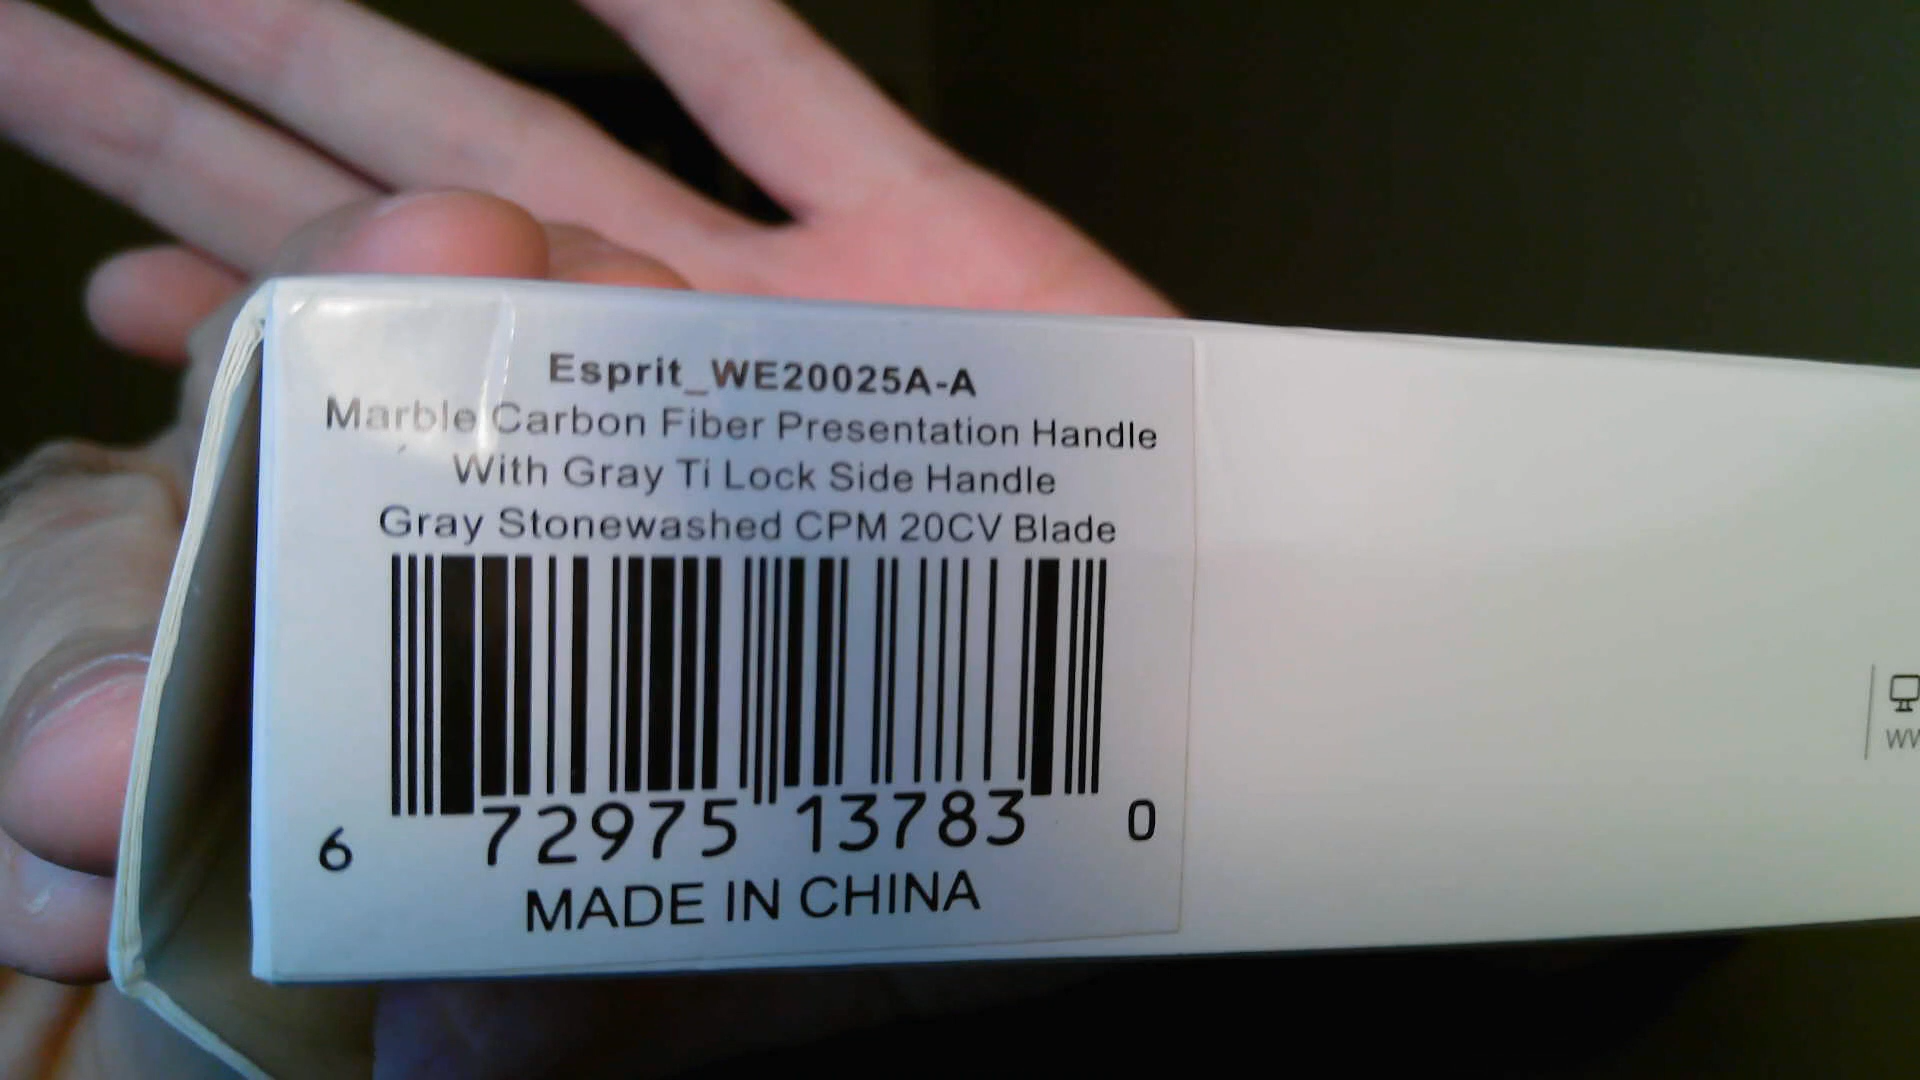 Esprit_WE20025A-A
Marble Carbon Fiber Presentation Handle
With Gray Ti Lock Side Handle
Gray Stonewashed CPM 20CV Blade
6 72975 13783 0
MADE IN CHINA